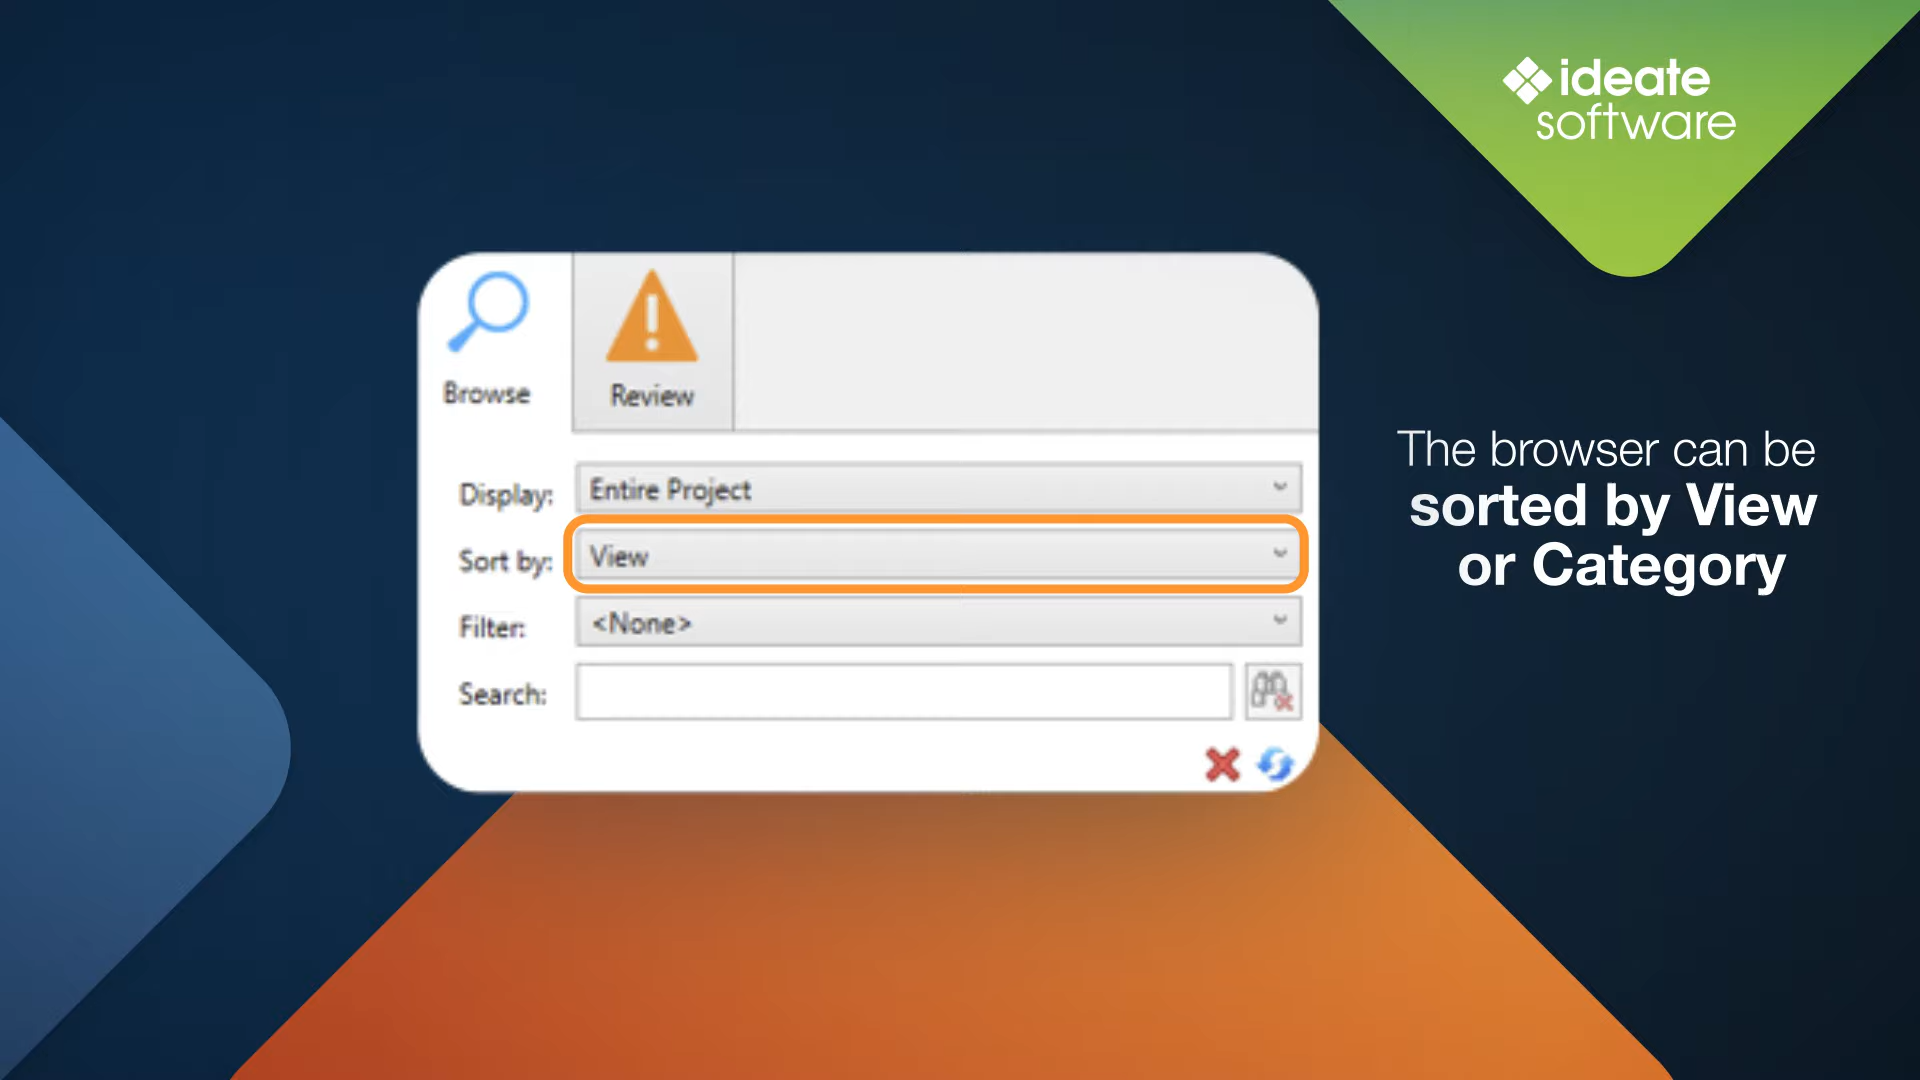 ideate
software
Browse
Review
Display: Entire Project
Sort by: View
Filter: <None>
Search:
The browser can be
sorted by View
or Category